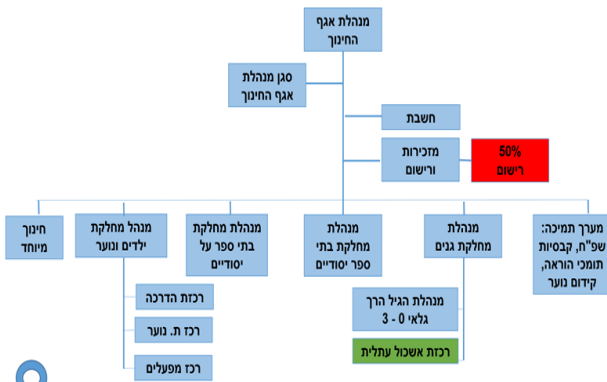 מנהלת אגף
החינוך
סגן מנהלת
אגף החינוך
חשבת
מזכירות
ורישום
50%
רישום
מערך תמיכה:
שפ"ח, קבסיות
תומכי הוראה,
קידום נוער
מנהלת
מחלקת גנים
מנהלת
מחלקת בתי
ספר יסודיים
מנהלת מחלקת
בתי ספר על
יסודיים
מנהל מחלקת
ילדים ונוער
חינוך
מיוחד
מנהלת הגיל הרך
גלאי 0 - 3
רכזת אשכול עתלית
רכזת הדרכה
רכז ת. נוער
רכז מפעלים